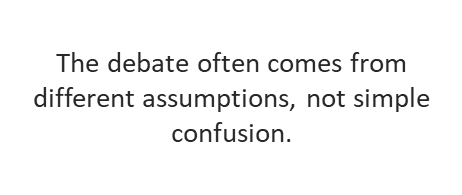 The debate often comes from
different assumptions, not simple
confusion.